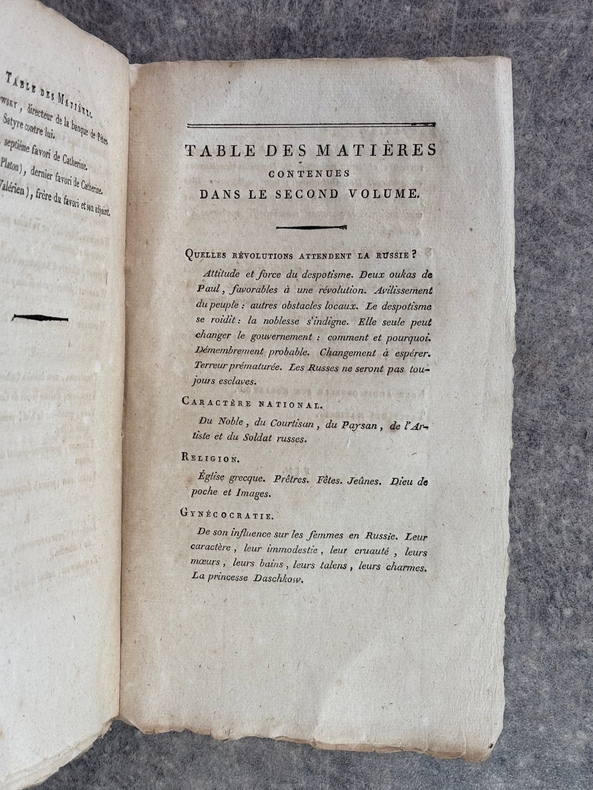 TABLE DES MATIÈRES.
, directeur de la banque de
Satyre contre lui.
septième favori de Catherine.
Platon), dernier favori de Catherine.
Valérien), frère du favori et son adjoint.
TABLE DES MATIÈRES
CONTENUES
DANS LE SECOND VOLUME.
QUELLES RÉVOLUTIONS ATTENDENT LA RUSSIE?
Attitude et force du despotisme. Deux oukas de
Paul, favorables à une révolution. Avilissement
du peuple : autres obstacles locaux. Le despotisme
se roidit : la noblesse s'indigne. Elle seule peut
changer le gouvernement : comment et pourquoi.
Démembrement probable. Changement à espérer.
Terreur prématurée. Les Russes ne seront pas tou-
jours esclaves.
CARACTÈRE NATIONAL.
Du Noble, du Courtisan, du Paysan, de l'Ar-
tiste et du Soldat russes.
RELIGION.
Église grecque. Prêtres. Fêtes. Jeûnes. Dieu de
poche et Images.
GYNÉCOCRATIE.
De son influence sur les femmes en Russie. Leur
caractère, leur immodestie, leur cruauté, leurs
mœurs, leurs bains, leurs talens, leurs charmes.
La princesse Daschkow.